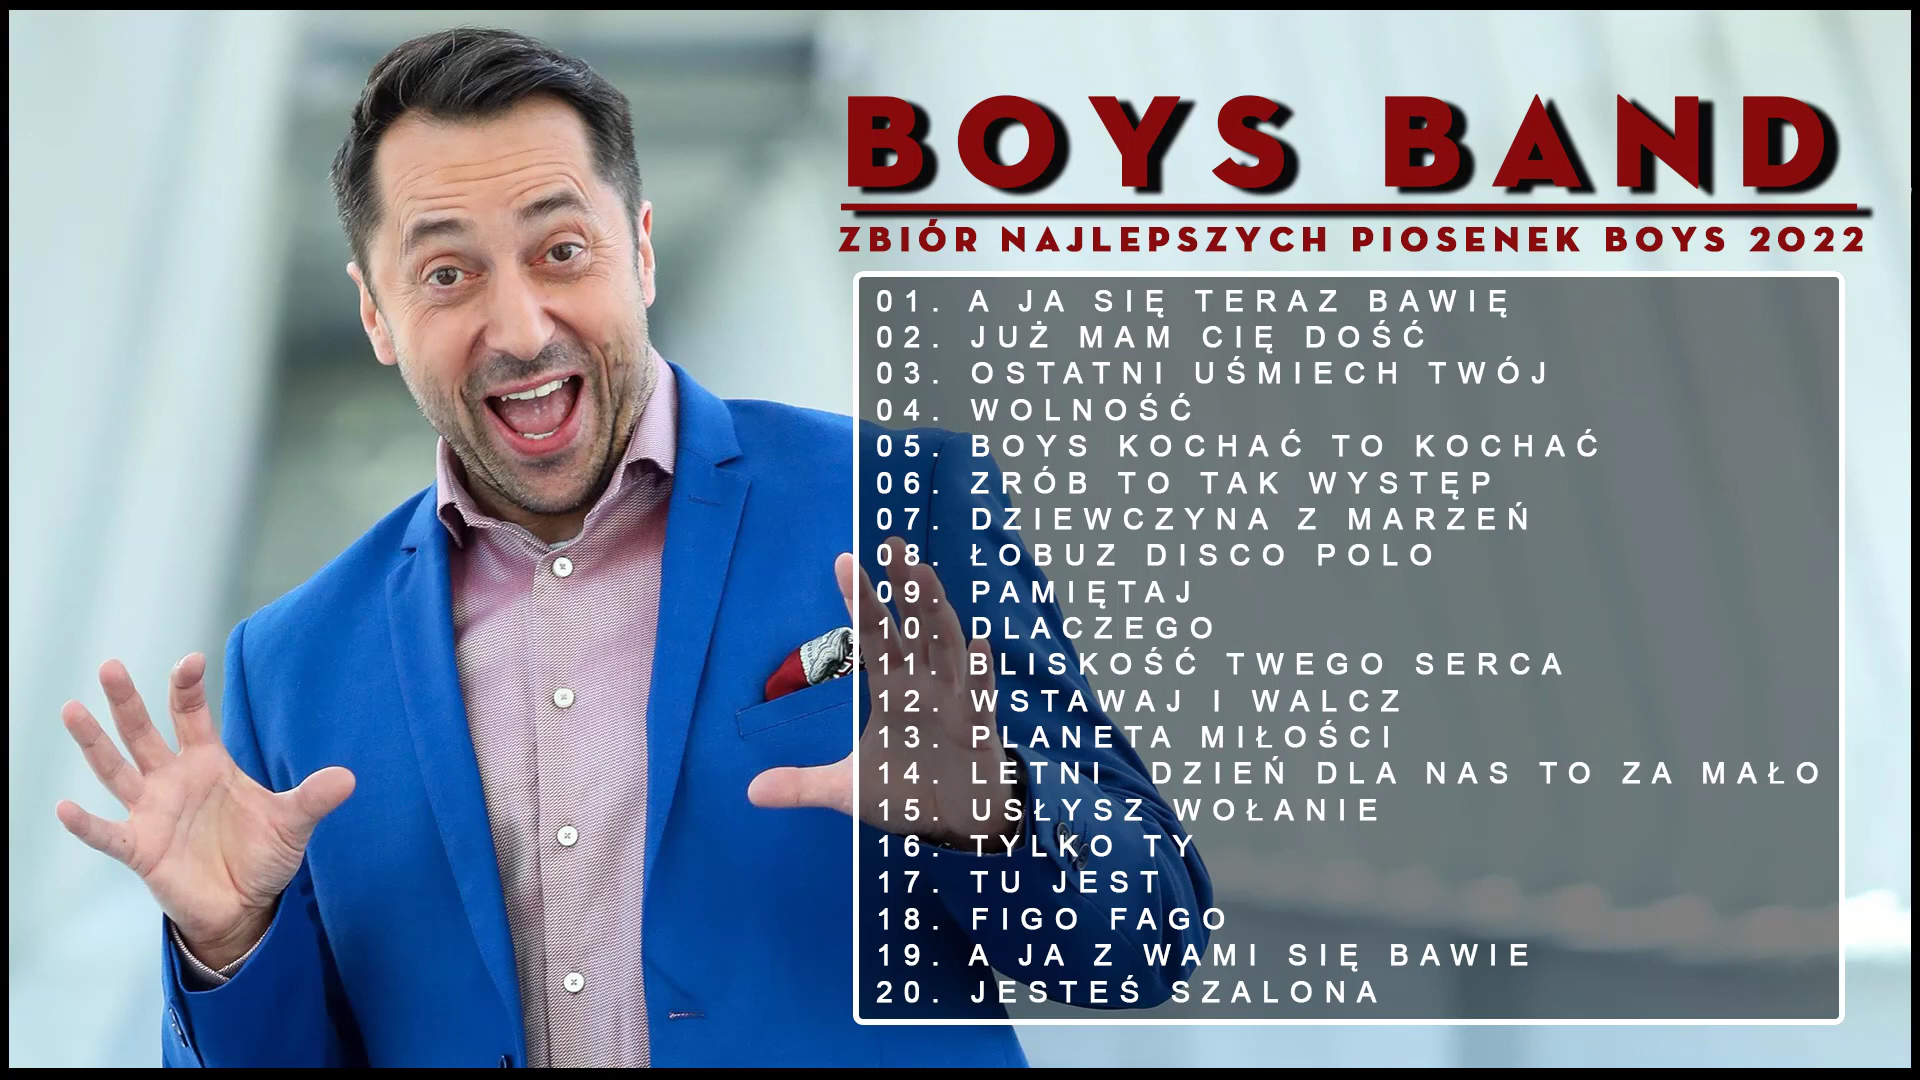 BOYS BAND
ZBIÓR NAJLEPSZYCH PIOSENEK BOYS 2022
01. A JA SIĘ TERAZ BAWIĘ
02. JUŻ MAM CIĘ DOŚĆ
03. OSTATNI UŚMIECH TWÓJ
04. WOLNOŚĆ
05. BOYS KOCHAĆ TO KOCHAĆ
06. ZRÓB TO TAK WYSTĘP
07. DZIEWCZYNA Z MARZEŃ
08. ŁOBUZ DISCO POLO
09. PAMIĘTAJ
10. DLACZEGO
11. BLISKOŚĆ TWEGO SERCA
12. WSTAWAJ I WALCZ
13. PLANETA MIŁOŚCI
14. LETNI DZIEŃ DLA NAS TO ZA MAŁO
15. USŁYSZ WOŁANIE
16. TYLKO TY
17. TU JEST
18. FIGO FAGO
19. A JA Z WAMI SIĘ BAWIE
20. JESTEŚ SZALONA